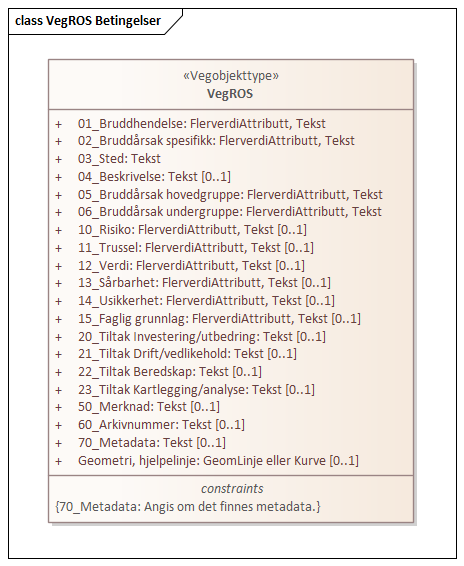 class VegROS Betingelser
«Vegobjekttype»
VegROS
+ 01_Bruddhendelse: FlerverdiAttributt, Tekst
+ 02_Bruddårsak spesifikk: FlerverdiAttributt, Tekst
+ 03_Sted: Tekst
+ 04_Beskrivelse: Tekst [0..1]
+ 05_Bruddårsak hovedgruppe: FlerverdiAttributt, Tekst
+ 06_Bruddårsak undergruppe: FlerverdiAttributt, Tekst
+ 10_Risiko: FlerverdiAttributt, Tekst [0..1]
+ 11_Trussel: FlerverdiAttributt, Tekst [0..1]
+ 12_Verdi: FlerverdiAttributt, Tekst [0..1]
+ 13_Sårbarhet: FlerverdiAttributt, Tekst [0..1]
+ 14_Usikkerhet: FlerverdiAttributt, Tekst [0..1]
+ 15_Faglig grunnlag: FlerverdiAttributt, Tekst [0..1]
+ 20_Tiltak Investering/utbedring: Tekst [0..1]
+ 21_Tiltak Drift/vedlikehold: Tekst [0..1]
+ 22_Tiltak Beredskap: Tekst [0..1]
+ 23_Tiltak Kartlegging/analyse: Tekst [0..1]
+ 50_Merknad: Tekst [0..1]
+ 60_Arkivnummer: Tekst [0..1]
+ 70_Metadata: Tekst [0..1]
+ Geometri, hjelpelinje: GeomLinje eller Kurve [0..1]
constraints
{70_Metadata: Angis om det finnes metadata.}